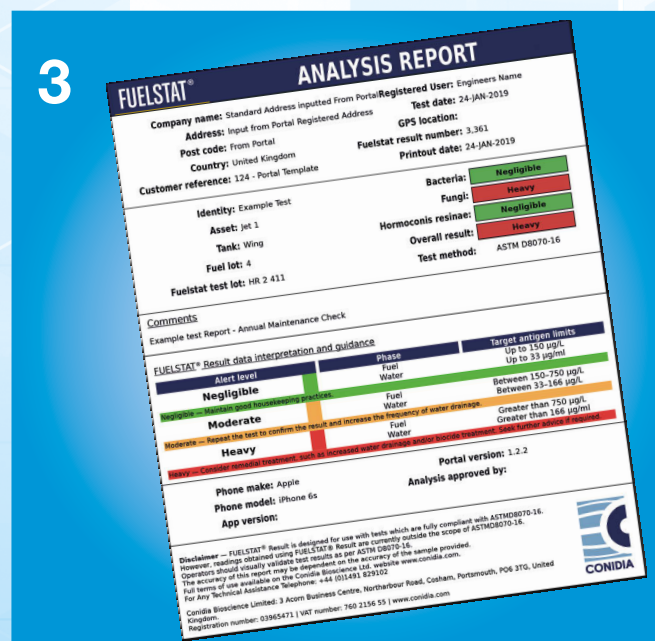 3
FUELSTAT® ANALYSIS REPORT
Company name: Standard Address inputted From Portal
Address: Input from Portal Registered Address
Post code: From Portal
Country: United Kingdom
Customer reference: 124 - Portal Template
Registered User: Engineers Name
Test date: 24-JAN-2019
GPS location:
Fuelstat result number: 3,361
Printout date: 24-JAN-2019
Identity: Example Test
Asset: Jet 1
Tank: Wing
Fuel lot: 4
Fuelstat test lot: HR 2 411
Bacteria: Negligible
Fungi: Heavy
Hormoconis resinae: Negligible
Overall result: Heavy
Test method: ASTM D8070-16
Comments
Example test Report - Annual Maintenance Check
FUELSTAT® Result data interpretation and guidance
Alert level Phase Target antigen limits
Negligible Fuel Up to 150 µg/L
Water Up to 33 µg/ml
Negligible — Maintain good housekeeping practices.
Moderate Fuel Between 150–750 µg/L
Water Between 33–166 µg/L
Moderate — Repeat the test to confirm the result and increase the frequency of water drainage.
Heavy Fuel Greater than 750 µg/L
Water Greater than 166 µg/ml
Heavy — Consider remedial treatment, such as increased water drainage and/or biocide treatment. Seek further advice if required.
Phone make: Apple
Phone model: iPhone 6s
App version:
Portal version: 1.2.2
Analysis approved by:
Disclaimer — FUELSTAT® Result is designed for use with tests which are fully compliant with ASTMD8070-16.
However, readings obtained using FUELSTAT® Result are currently outside the scope of ASTMD8070-16.
Operators should visually validate test results as per ASTM D8070-16.
The accuracy of this report may be dependent on the accuracy of the sample provided.
Full terms of use available on the Conidia Bioscience Ltd. website www.conidia.com.
For Any Technical Assistance Telephone: +44 (0)1491 829102
Conidia Bioscience Limited: 3 Acorn Business Centre, Northarbour Road, Cosham, Portsmouth, PO6 3TG, United
Kingdom.
Registration number: 03965471 | VAT number: 760 2156 55 | www.conidia.com
CONIDIA